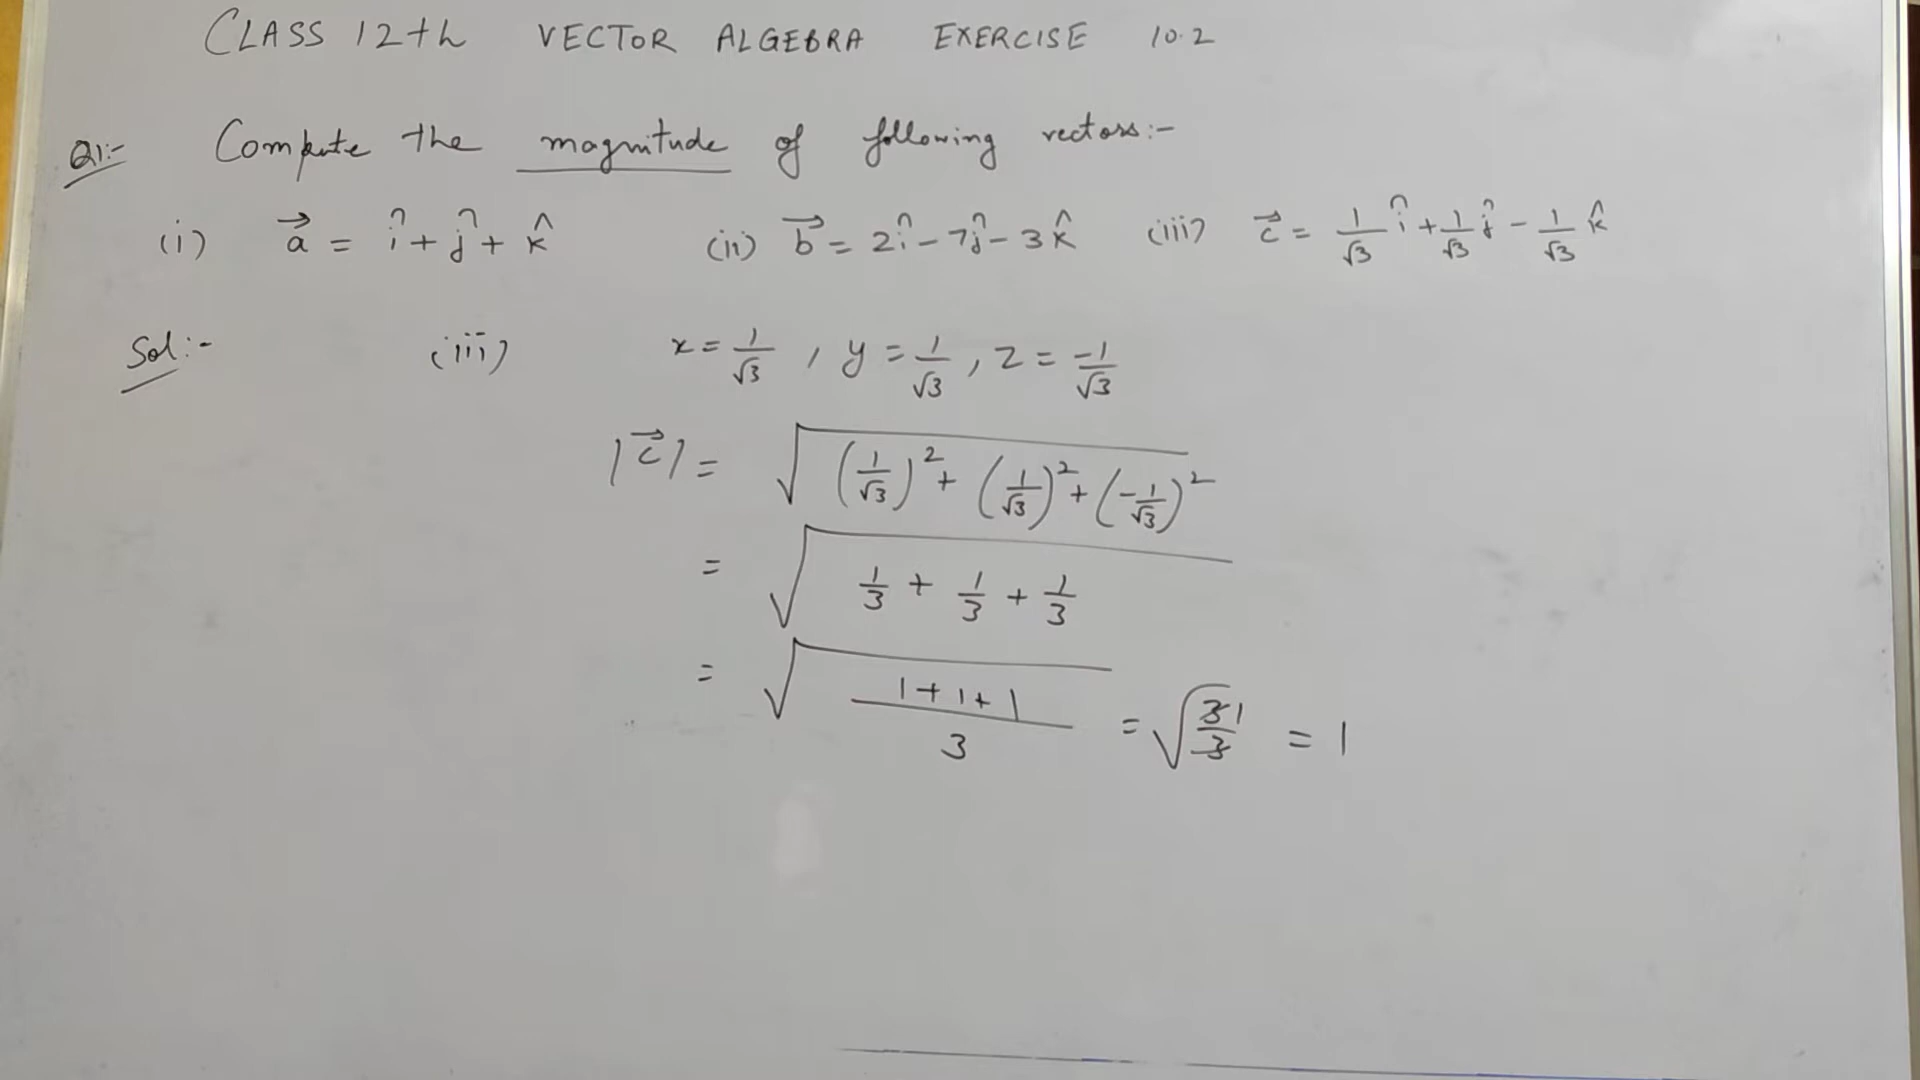 CLASS 12th VECTOR ALGEBRA EXERCISE 10.2
Q1:- Compute the magnitude of following vectors:-
(i) a⃗ = î + ĵ + k̂ (ii) b⃗ = 2î - 7ĵ - 3k̂ (iii) c⃗ = 1/√3 î + 1/√3 ĵ - 1/√3 k̂
Sol:- (iii) x = 1/√3 , y = 1/√3 , z = -1/√3
|c⃗| = √((1/√3)² + (1/√3)² + (-1/√3)²)
= √(1/3 + 1/3 + 1/3)
= √((1+1+1)/3) = √(3/3) 1 = 1